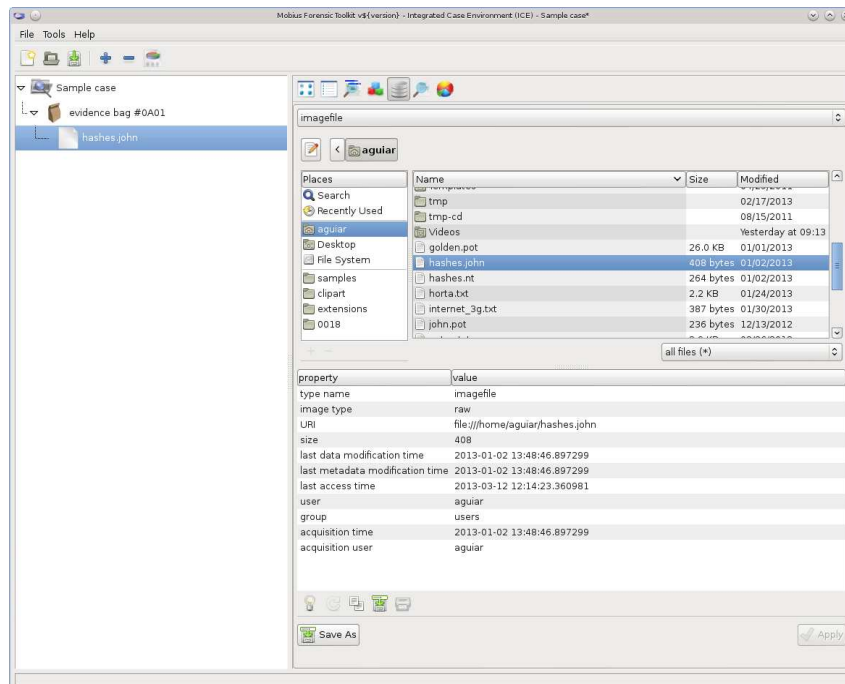 Mobius Forensic Toolkit v${version} - Integrated Case Environment (ICE) - Sample case*
File Tools Help
Sample case
evidence bag #0A01
hashes.john
imagefile
aguiar
Places
Search
Recently Used
aguiar
Desktop
File System
samples
clipart
extensions
0018
Name Size Modified
tmp 02/17/2013
tmp-cd 08/15/2011
Videos Yesterday at 09:13
golden.pot 26.0 KB 01/01/2013
hashes.john 408 bytes 01/02/2013
hashes.nt 264 bytes 01/02/2013
horta.txt 2.2 KB 01/24/2013
internet_3g.txt 387 bytes 01/30/2013
john.pot 236 bytes 12/13/2012
all files (*)
property value
type name imagefile
image type raw
URI file:///home/aguiar/hashes.john
size 408
last data modification time 2013-01-02 13:48:46.897299
last metadata modification time 2013-01-02 13:48:46.897299
last access time 2013-03-12 12:14:23.360981
user aguiar
group users
acquisition time 2013-01-02 13:48:46.897299
acquisition user aguiar
Save As
Apply